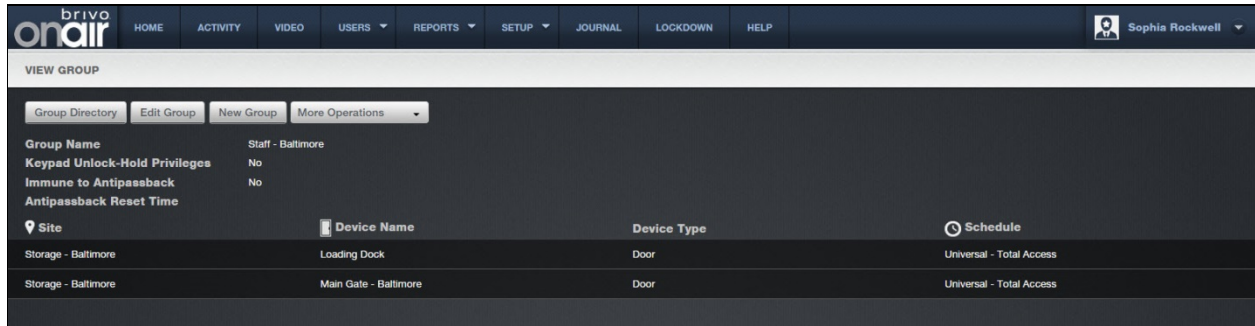 brivo
onair
HOME ACTIVITY VIDEO USERS REPORTS SETUP JOURNAL LOCKDOWN HELP Sophia Rockwell
VIEW GROUP
Group Directory Edit Group New Group More Operations
Group Name Staff - Baltimore
Keypad Unlock-Hold Privileges No
Immune to Antipassback No
Antipassback Reset Time
Site Device Name Device Type Schedule
Storage - Baltimore Loading Dock Door Universal - Total Access
Storage - Baltimore Main Gate - Baltimore Door Universal - Total Access